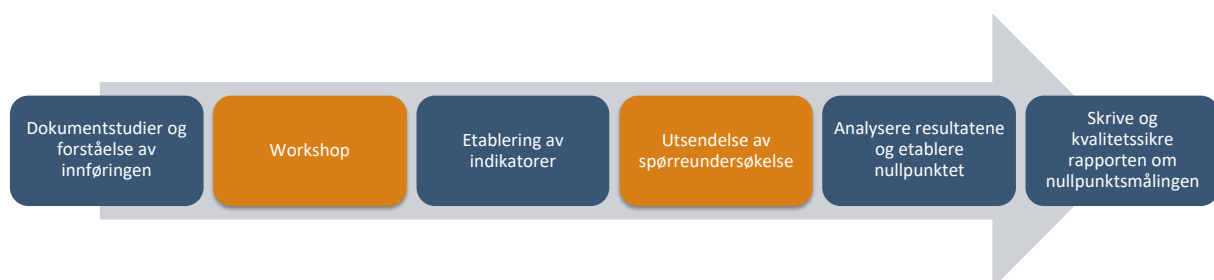 Dokumentstudier og
forståelse av
innføringen
Workshop
Etablering av
indikatorer
Utsendelse av
spørreundersøkelse
Analysere resultatene
og etablere
nullpunktet
Skrive og
kvalitetssikre
rapporten om
nullpunktsmålingen